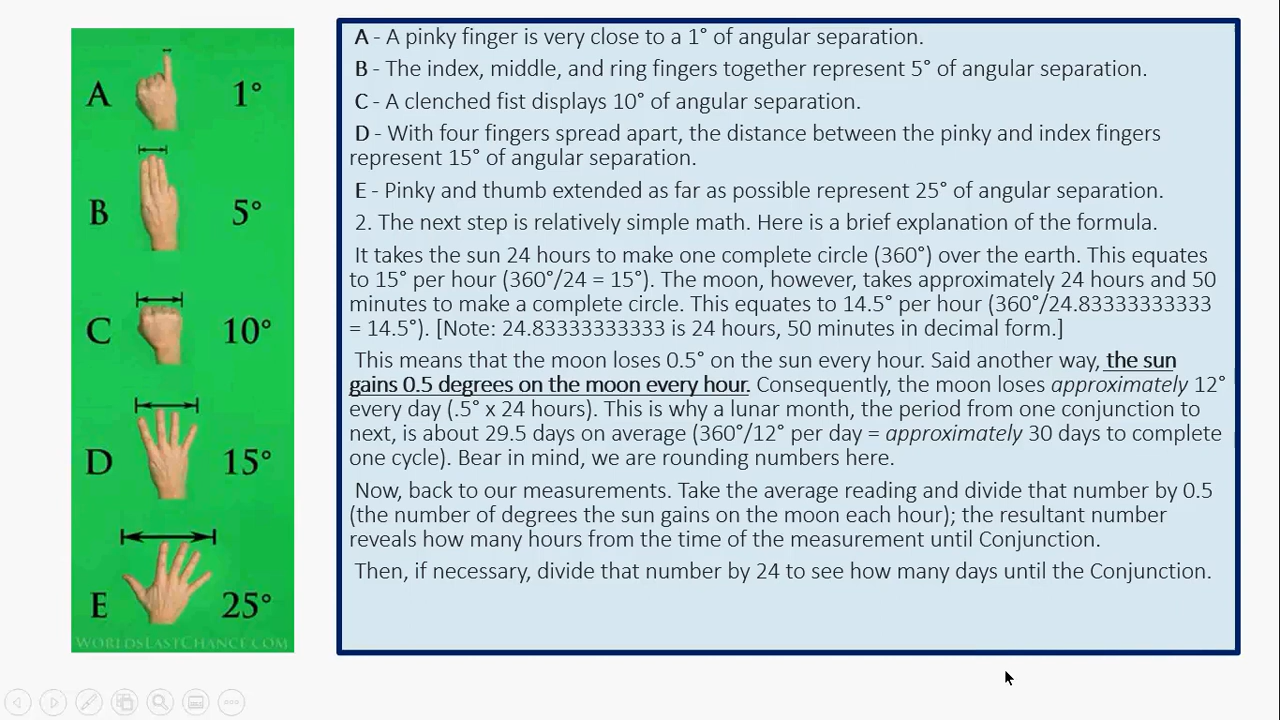 A 1°
B 5°
C 10°
D 15°
E 25°
WORLDSLASTCHANCE.COM
A - A pinky finger is very close to a 1° of angular separation.
B - The index, middle, and ring fingers together represent 5° of angular separation.
C - A clenched fist displays 10° of angular separation.
D - With four fingers spread apart, the distance between the pinky and index fingers
represent 15° of angular separation.
E - Pinky and thumb extended as far as possible represent 25° of angular separation.
2. The next step is relatively simple math. Here is a brief explanation of the formula.
It takes the sun 24 hours to make one complete circle (360°) over the earth. This equates
to 15° per hour (360°/24 = 15°). The moon, however, takes approximately 24 hours and 50
minutes to make a complete circle. This equates to 14.5° per hour (360°/24.83333333333
= 14.5°). [Note: 24.83333333333 is 24 hours, 50 minutes in decimal form.]
This means that the moon loses 0.5° on the sun every hour. Said another way, the sun
gains 0.5 degrees on the moon every hour. Consequently, the moon loses approximately 12°
every day (.5° x 24 hours). This is why a lunar month, the period from one conjunction to
next, is about 29.5 days on average (360°/12° per day = approximately 30 days to complete
one cycle). Bear in mind, we are rounding numbers here.
Now, back to our measurements. Take the average reading and divide that number by 0.5
(the number of degrees the sun gains on the moon each hour); the resultant number
reveals how many hours from the time of the measurement until Conjunction.
Then, if necessary, divide that number by 24 to see how many days until the Conjunction.